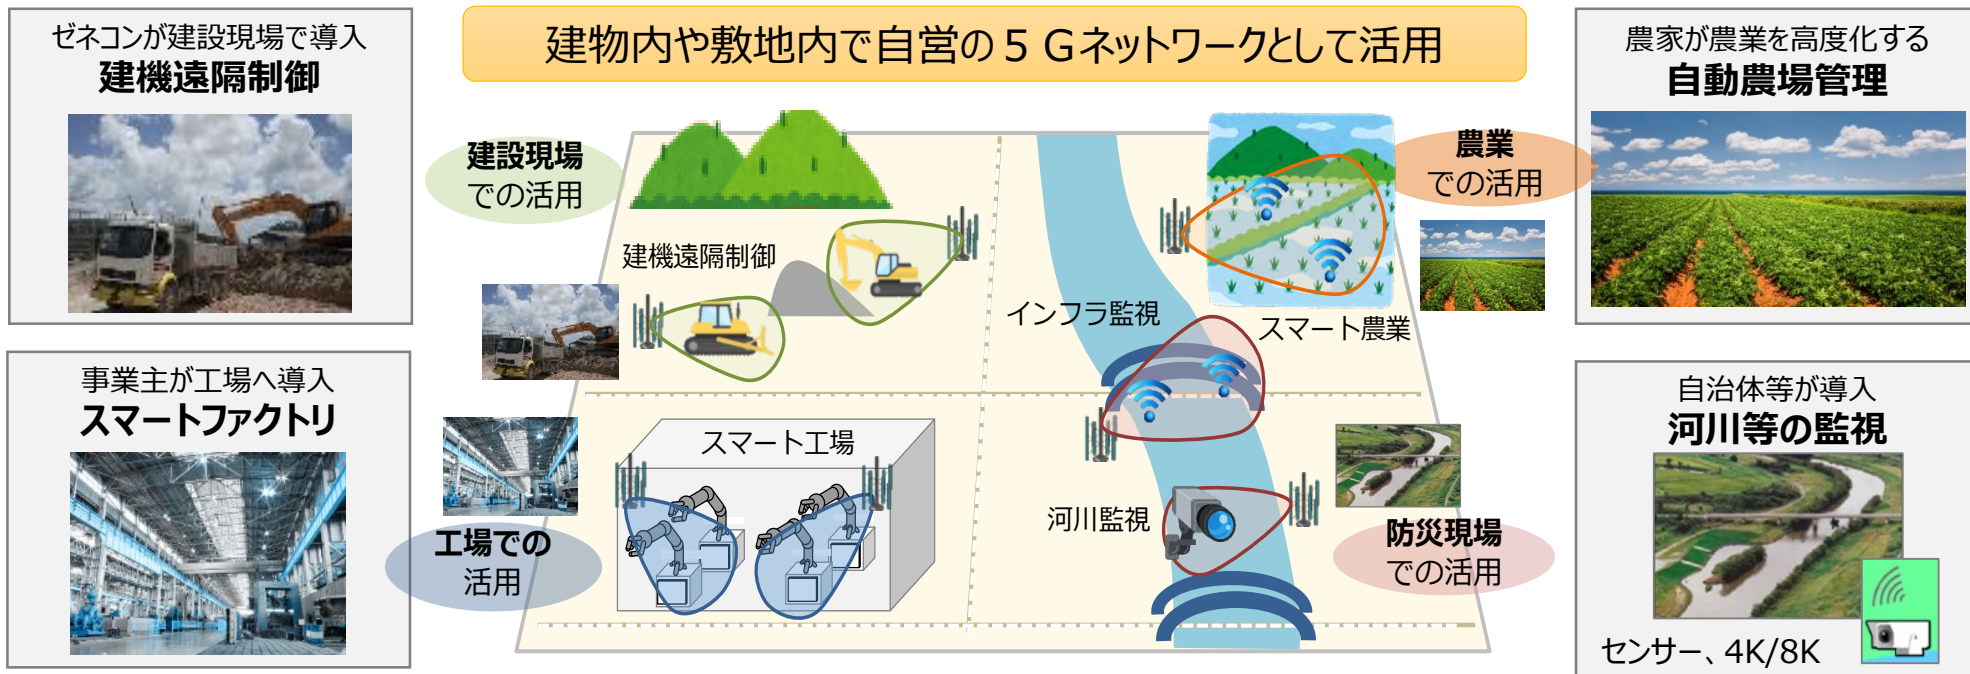 ゼネコンが建設現場で導入
建機遠隔制御
建物内や敷地内で自営の5Gネットワークとして活用
農家が農業を高度化する
自動農場管理
建設現場
での活用
農業
での活用
建機遠隔制御
インフラ監視
スマート農業
事業主が工場へ導入
スマートファクトリ
スマート工場
工場での
活用
河川監視
防災現場
での活用
自治体等が導入
河川等の監視
センサー、4K/8K